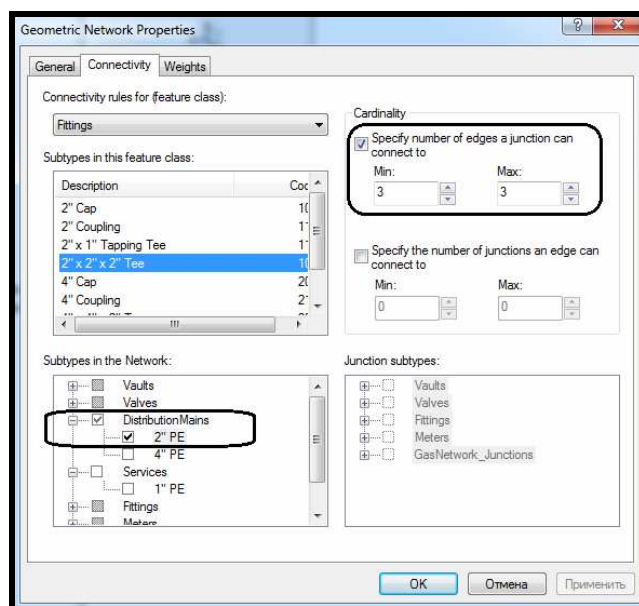 Geometric Network Properties
General
Connectivity
Weights
Connectivity rules for (feature class):
Fittings
Subtypes in this feature class:
Description
2" Cap
2" Coupling
2" x 1" Tapping Tee
2" x 2" x 2" Tee
4" Cap
4" Coupling
Cardinality
Specify number of edges a junction can
connect to
Min:
Max:
3
3
Specify the number of junctions an edge can
connect to
Min:
Max:
0
0
Subtypes in the Network:
Vaults
Valves
DistributionMains
2" PE
4" PE
Services
1" PE
Fittings
Meters
Junction subtypes:
Vaults
Valves
Fittings
Meters
GasNetwork_Junctions
OK
Отмена
Применить